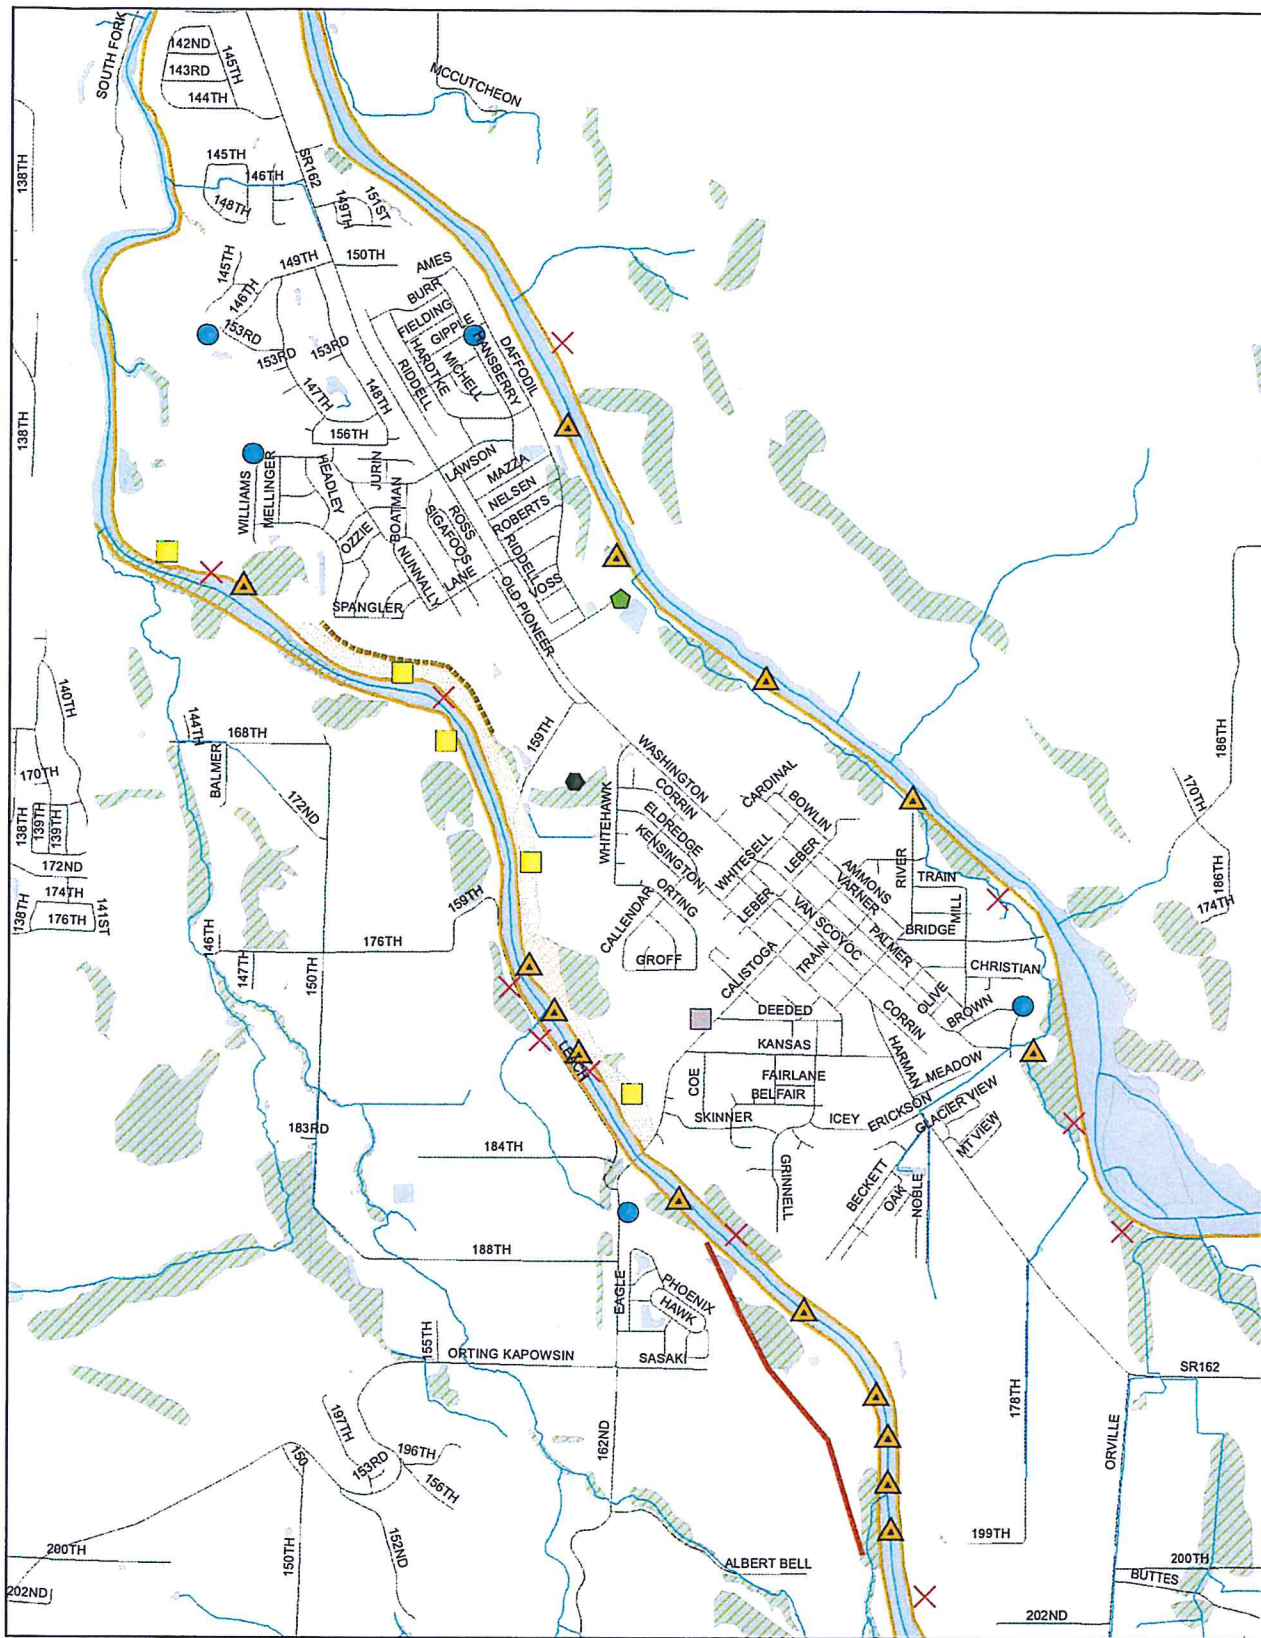 SOUTH FORK
142ND
145TH
143RD
144TH
MCCUTCHEON
138TH
SR162
145TH
146TH
148TH
149TH
151ST
145TH
149TH
150TH
146TH
153RD
153RD
153RD
147TH
148TH
AMES
BURR
FIELDING
GIPPLE
HANSBERRY
DAFFODIL
HARDTKE
MICHELL
RIDDELL
138TH
156TH
WILLIAMS
MELLINGER
HEADLEY
JURIN
BOATMAN
OZZIE
NUNNALLY
SPANGLER
LANE
LAWSON
MAZZA
NELSEN
ROBERTS
ROSS
SIGAFOOS
RIDDELL
VOSS
OLD PIONEER
140TH
144TH
168TH
BALMER
172ND
170TH
138TH
139TH
139TH
172ND
174TH
138TH
176TH
141ST
159TH
159TH
WASHINGTON
CORRIN
WHITEHAWK
ELDREDGE
KENSINGTON
CARDINAL
BOWLIN
WHITESELL
LEBER
LEBER
AMMONS
VARNER
RIVER
TRAIN
MILL
BRIDGE
PALMER
VAN SCOYOC
TRAIN
CALLENDAR
ORTING
GROFF
CALISTOGA
CHRISTIAN
OLIVE
BROWN
CORRIN
DEEDED
KANSAS
HARMAN
MEADOW
186TH
170TH
186TH
174TH
146TH
147TH
176TH
150TH
LEACH
COE
FAIRLANE
BELFAIR
SKINNER
ICEY
ERICKSON
GLACIER VIEW
MT VIEW
183RD
184TH
GRINNELL
BECKETT
OAK
NOBLE
188TH
EAGLE
PHOENIX
HAWK
155TH
ORTING KAPOWSIN
SASAKI
162ND
178TH
SR162
ORVILLE
197TH
150
153RD
196TH
156TH
150TH
152ND
200TH
202ND
ALBERT BELL
199TH
200TH
BUTTES
202ND